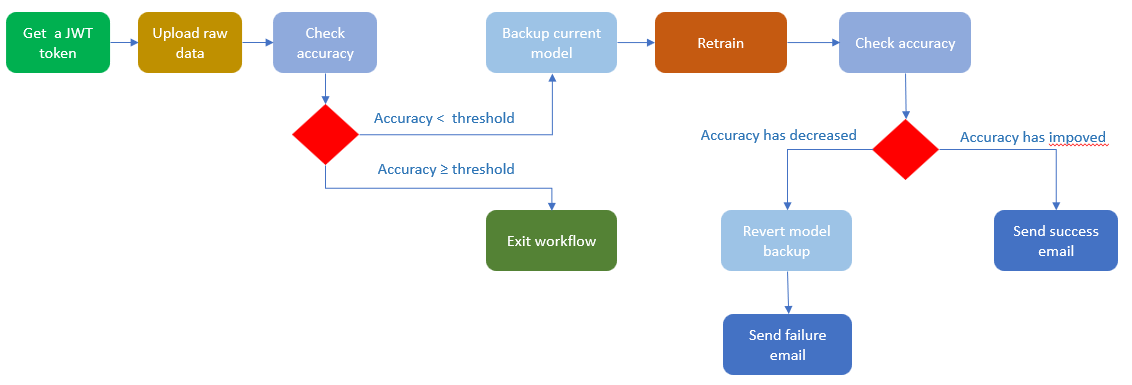 Get a JWT
token
Upload raw
data
Check
accuracy
Backup current
model
Retrain
Check accuracy
Accuracy < threshold
Accuracy ≥ threshold
Exit workflow
Accuracy has decreased
Accuracy has impoved
Revert model
backup
Send success
email
Send failure
email